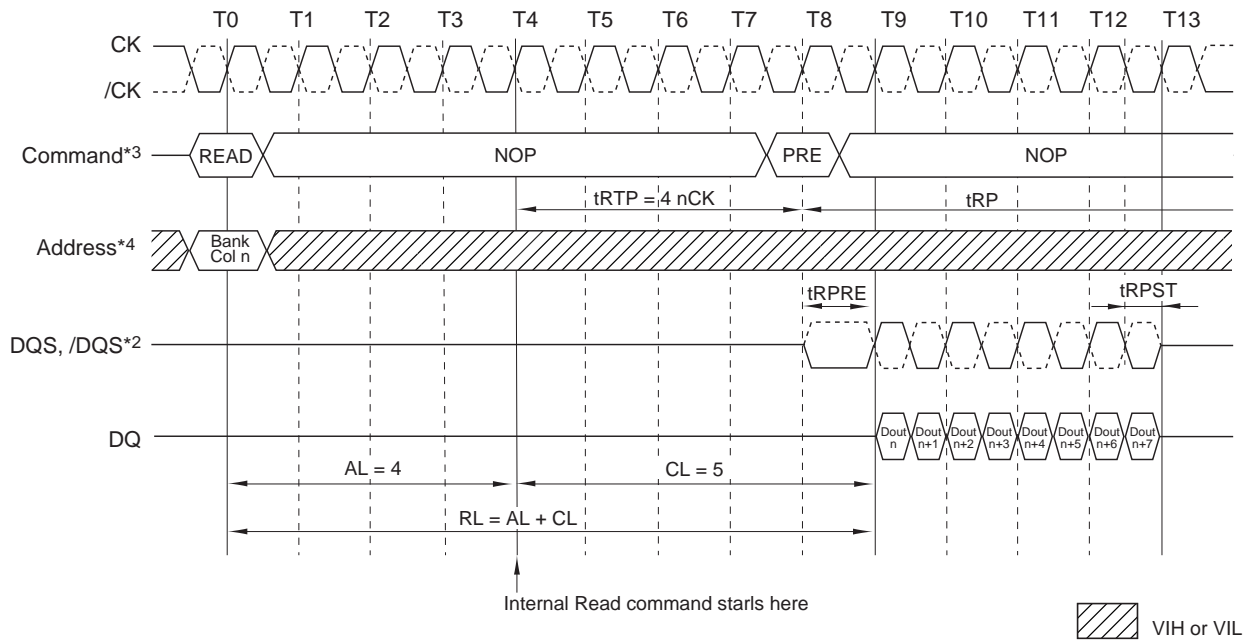 T0 T1 T2 T3 T4 T5 T6 T7 T8 T9 T10 T11 T12 T13
CK
/CK
Command*3 READ NOP PRE NOP
tRTP = 4 nCK tRP
Address*4 Bank
Col n
tRPRE tRPST
DQS, /DQS*2
DQ Dout
n Dout
n+1 Dout
n+2 Dout
n+3 Dout
n+4 Dout
n+5 Dout
n+6 Dout
n+7
AL = 4 CL = 5
RL = AL + CL
Internal Read command starls here
VIH or VIL